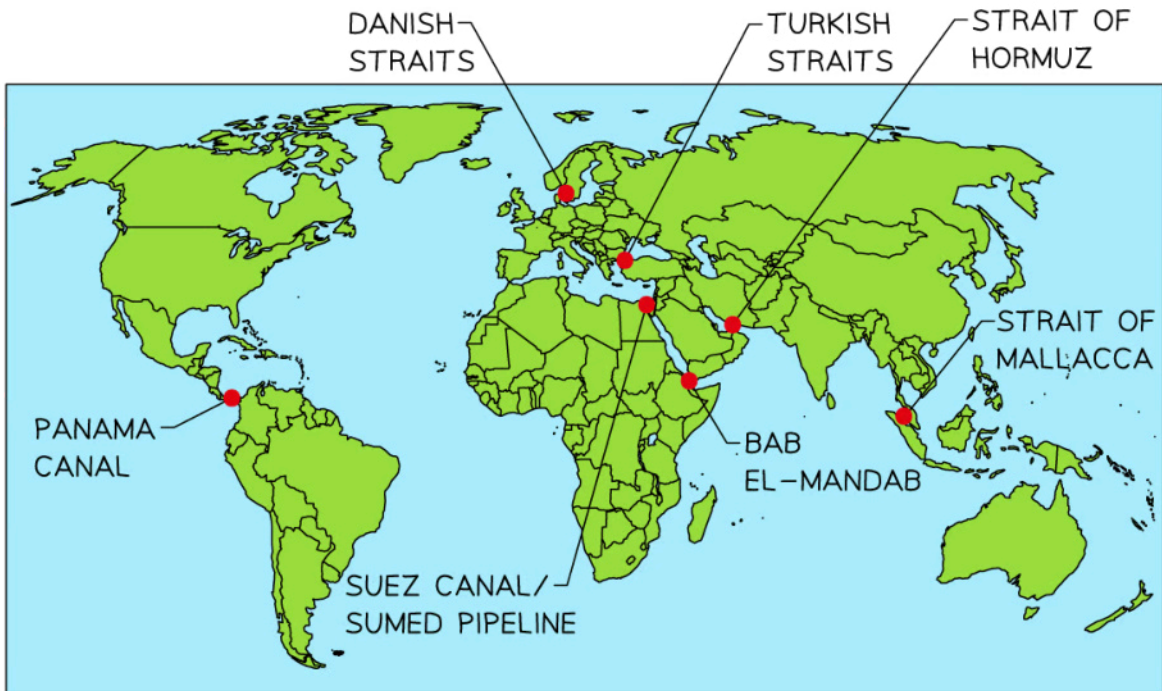 DANISH
STRAITS
TURKISH
STRAITS
STRAIT OF
HORMUZ
STRAIT OF
MALLACCA
PANAMA
CANAL
BAB
EL-MANDAB
SUEZ CANAL/
SUMED PIPELINE